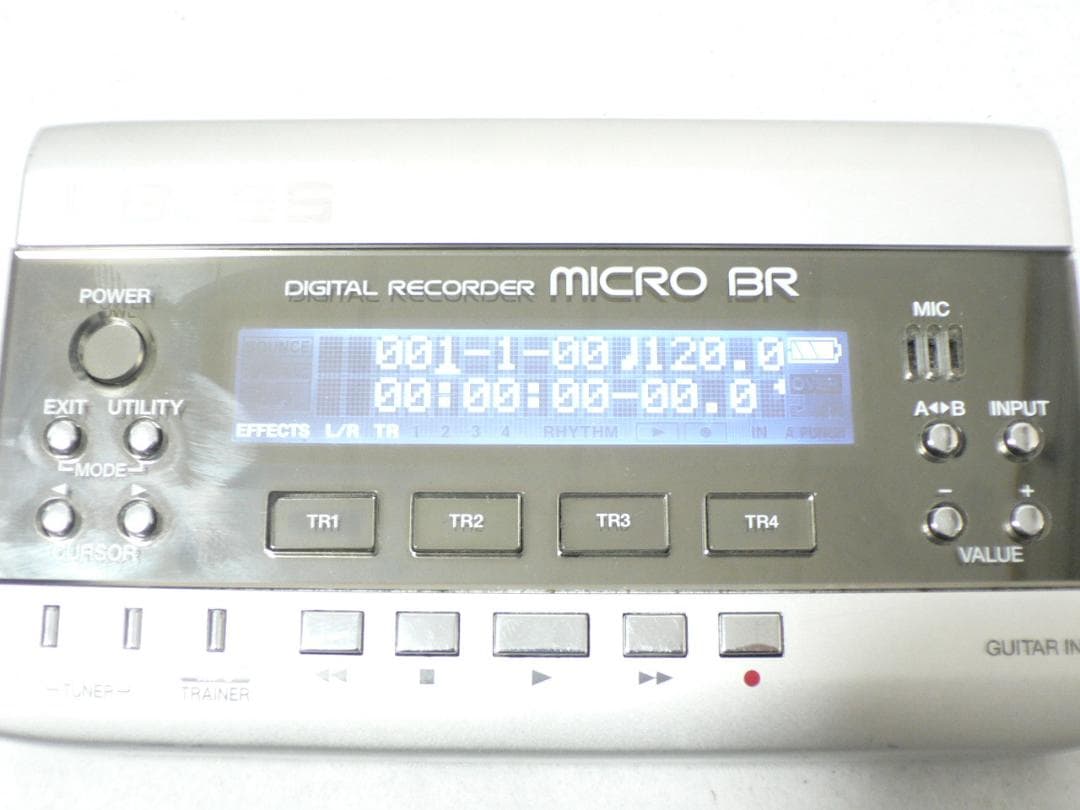 DIGITAL RECORDER MICRO BR
POWER
MIC
001-1-00♩120.0
00:00:00-00.0
EFFECTS L/R TR 1 2 3 4 RHYTHM IN A.PUNCH
EXIT UTILITY
A◂▸B INPUT
MODE
◀ ▶
− +
CURSOR
VALUE
TR1 TR2 TR3 TR4
GUITAR IN
TUNER
TRAINER